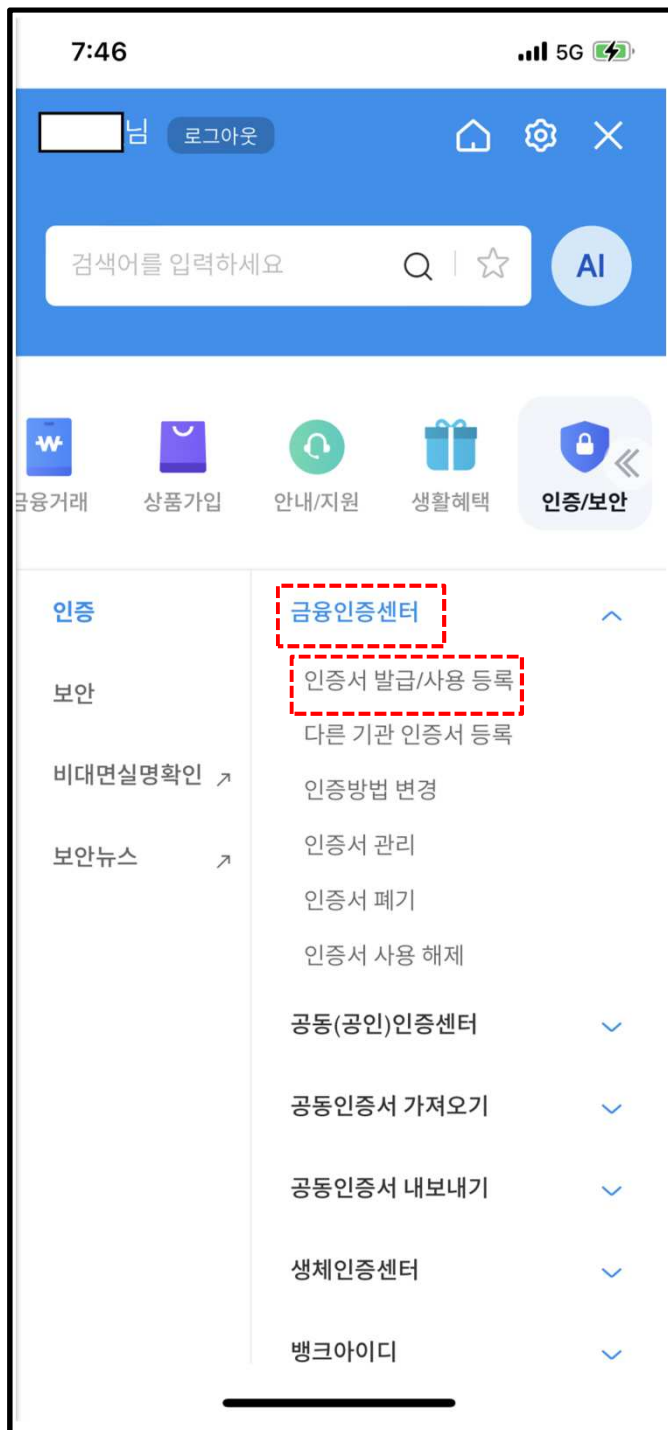 7:46 5G
님 로그아웃
검색어를 입력하세요 AI
금융거래 상품가입 안내/지원 생활혜택 인증/보안
인증 금융인증센터
인증서 발급/사용 등록
보안
다른 기관 인증서 등록
비대면실명확인
인증방법 변경
인증서 관리
보안뉴스
인증서 폐기
인증서 사용 해제
공동(공인)인증센터
공동인증서 가져오기
공동인증서 내보내기
생체인증센터
뱅크아이디